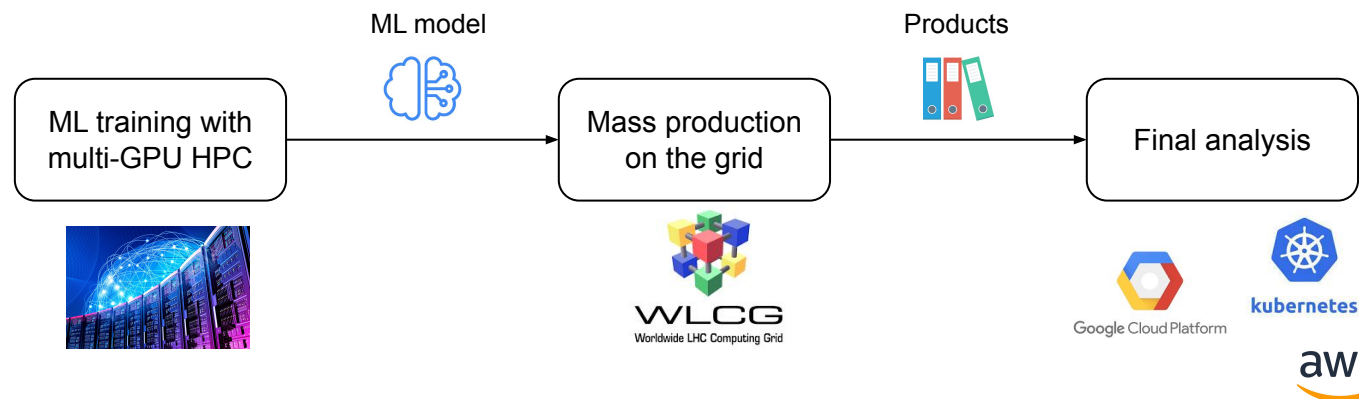 ML model
Products
ML training with
multi-GPU HPC
Mass production
on the grid
Final analysis
WLCG
Worldwide LHC Computing Grid
Google Cloud Platform
kubernetes
aw